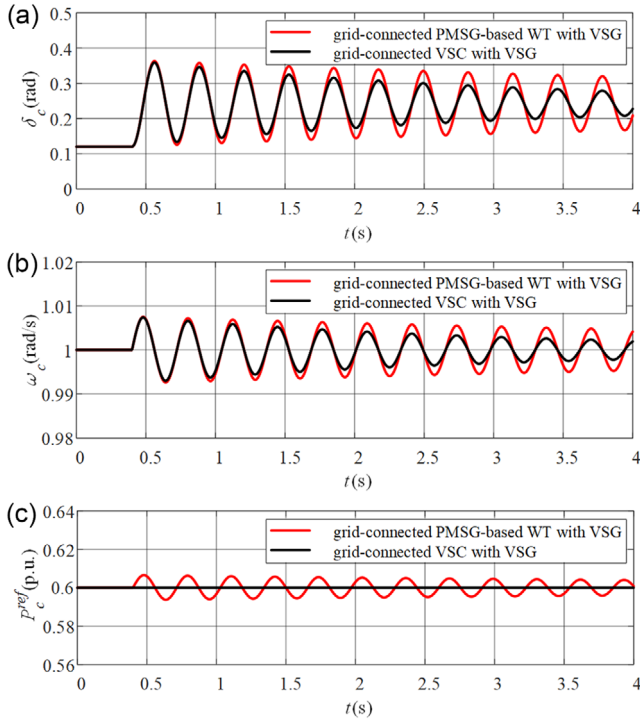 (a)
0.5
0.4
0.3
0.2
0.1
0
δc(rad)
grid-connected PMSG-based WT with VSG
grid-connected VSC with VSG
0 0.5 1 1.5 2 2.5 3 3.5 4
t(s)
(b)
1.02
1.01
1
0.99
0.98
ωc(rad/s)
grid-connected PMSG-based WT with VSG
grid-connected VSC with VSG
0 0.5 1 1.5 2 2.5 3 3.5 4
t(s)
(c)
0.64
0.62
0.6
0.58
0.56
Pc^ref(p.u.)
grid-connected PMSG-based WT with VSG
grid-connected VSC with VSG
0 0.5 1 1.5 2 2.5 3 3.5 4
t(s)